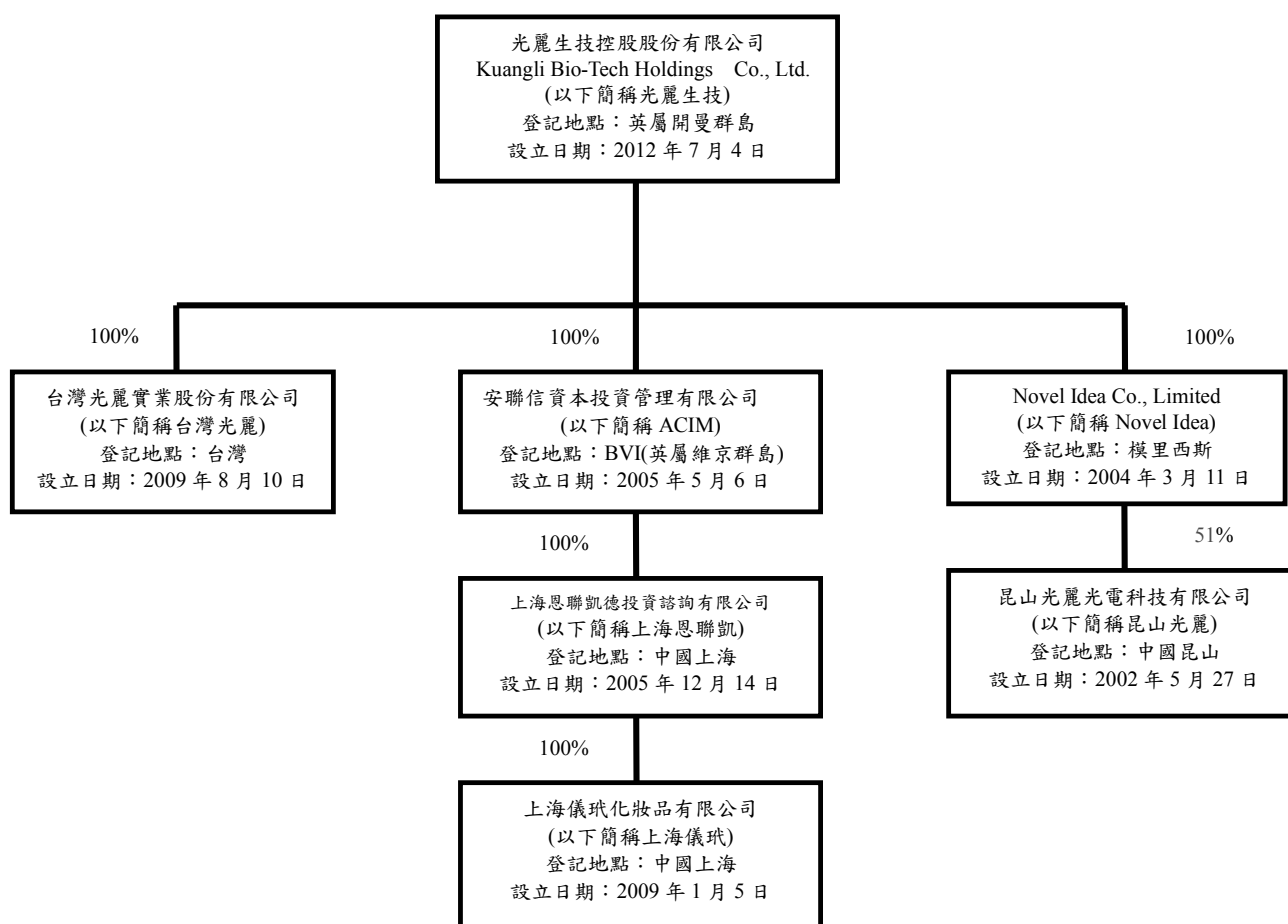 光麗生技控股股份有限公司
Kuangli Bio-Tech Holdings Co., Ltd.
(以下簡稱光麗生技)
登記地點：英屬開曼群島
設立日期：2012 年 7 月 4 日
100%
100%
100%
台灣光麗實業股份有限公司
(以下簡稱台灣光麗)
登記地點：台灣
設立日期：2009 年 8 月 10 日
安聯信資本投資管理有限公司
(以下簡稱 ACIM)
登記地點：BVI(英屬維京群島)
設立日期：2005 年 5 月 6 日
Novel Idea Co., Limited
(以下簡稱 Novel Idea)
登記地點：模里西斯
設立日期：2004 年 3 月 11 日
100%
51%
上海恩聯凱德投資諮詢有限公司
(以下簡稱上海恩聯凱)
登記地點：中國上海
設立日期：2005 年 12 月 14 日
昆山光麗光電科技有限公司
(以下簡稱昆山光麗)
登記地點：中國昆山
設立日期：2002 年 5 月 27 日
100%
上海儀玳化妝品有限公司
(以下簡稱上海儀玳)
登記地點：中國上海
設立日期：2009 年 1 月 5 日